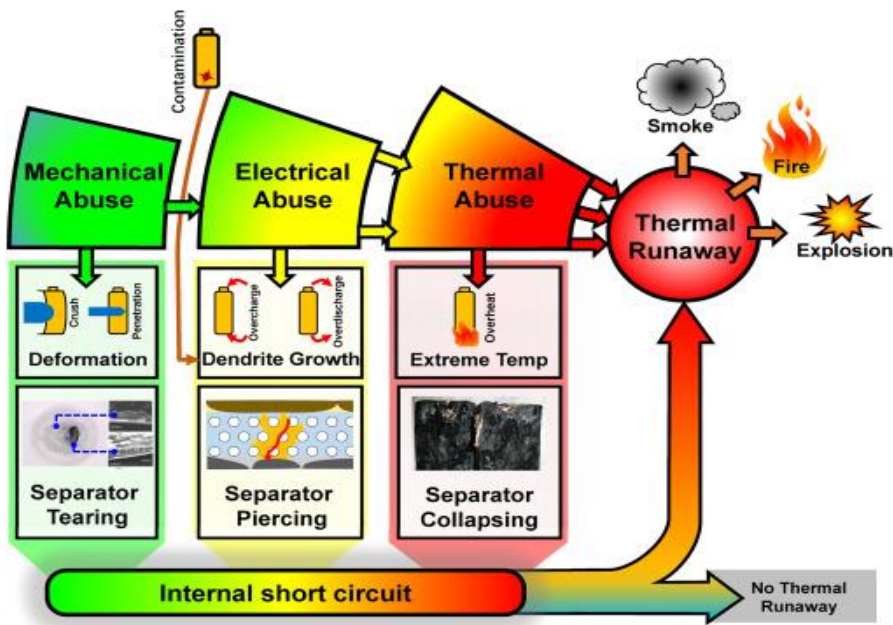 Contamination
Smoke
Fire
Explosion
Mechanical
Abuse
Electrical
Abuse
Thermal
Abuse
Thermal
Runaway
Crush
Penetration
Deformation
Overcharge
Overdischarge
Dendrite Growth
Overheat
Extreme Temp
Separator
Tearing
Separator
Piercing
Separator
Collapsing
Internal short circuit
No Thermal
Runaway